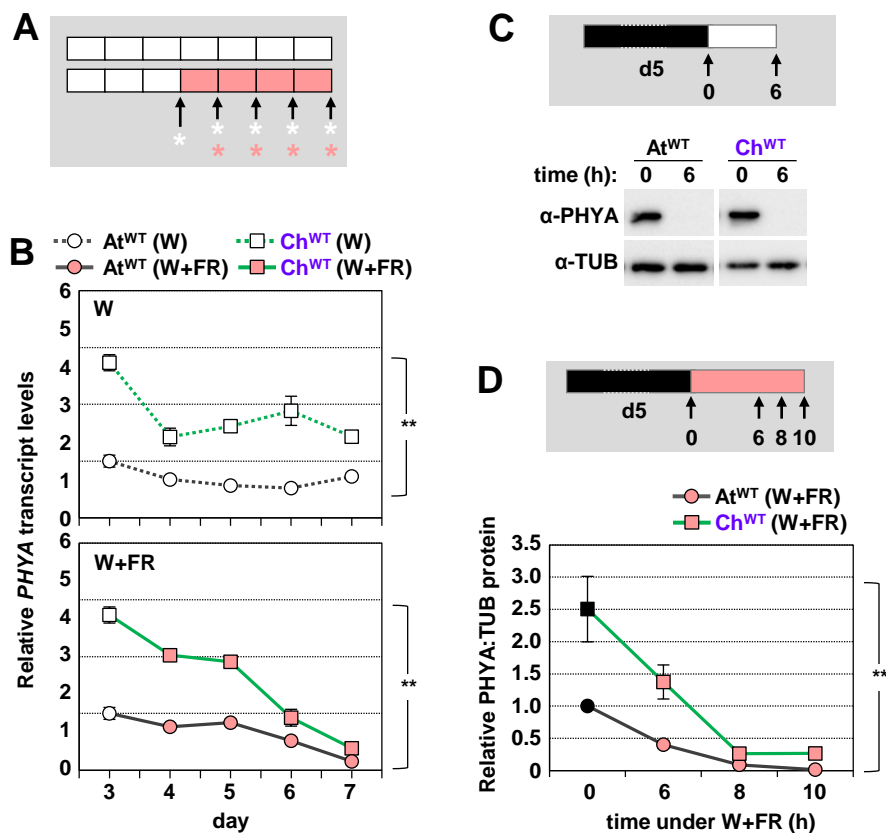 A
B
At^WT (W)
Ch^WT (W)
At^WT (W+FR)
Ch^WT (W+FR)
Relative PHYA transcript levels
W
6
5
4
3
2
1
0
**
W+FR
6
5
4
3
2
1
0
**
3 4 5 6 7
day
C
d5
0 6
At^WT Ch^WT
time (h): 0 6 0 6
α-PHYA
α-TUB
D
d5
0 6 8 10
At^WT (W+FR)
Ch^WT (W+FR)
Relative PHYA:TUB protein
3.5
3.0
2.5
2.0
1.5
1.0
0.5
0
**
0 6 8 10
time under W+FR (h)